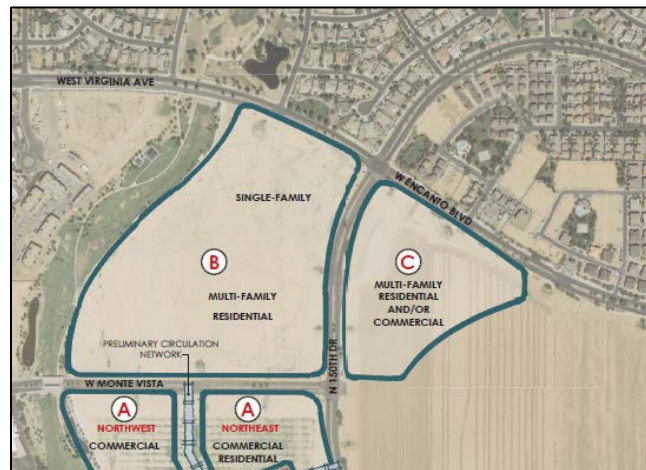 WEST VIRGINIA AVE
W ENCANTO BLVD
SINGLE-FAMILY
B
C
MULTI-FAMILY
RESIDENTIAL
MULTI-FAMILY
RESIDENTIAL
AND/OR
COMMERCIAL
PRELIMINARY CIRCULATION
NETWORK
N 150TH DR
W MONTE VISTA
A
NORTHWEST
COMMERCIAL
A
NORTHEAST
COMMERCIAL
RESIDENTIAL